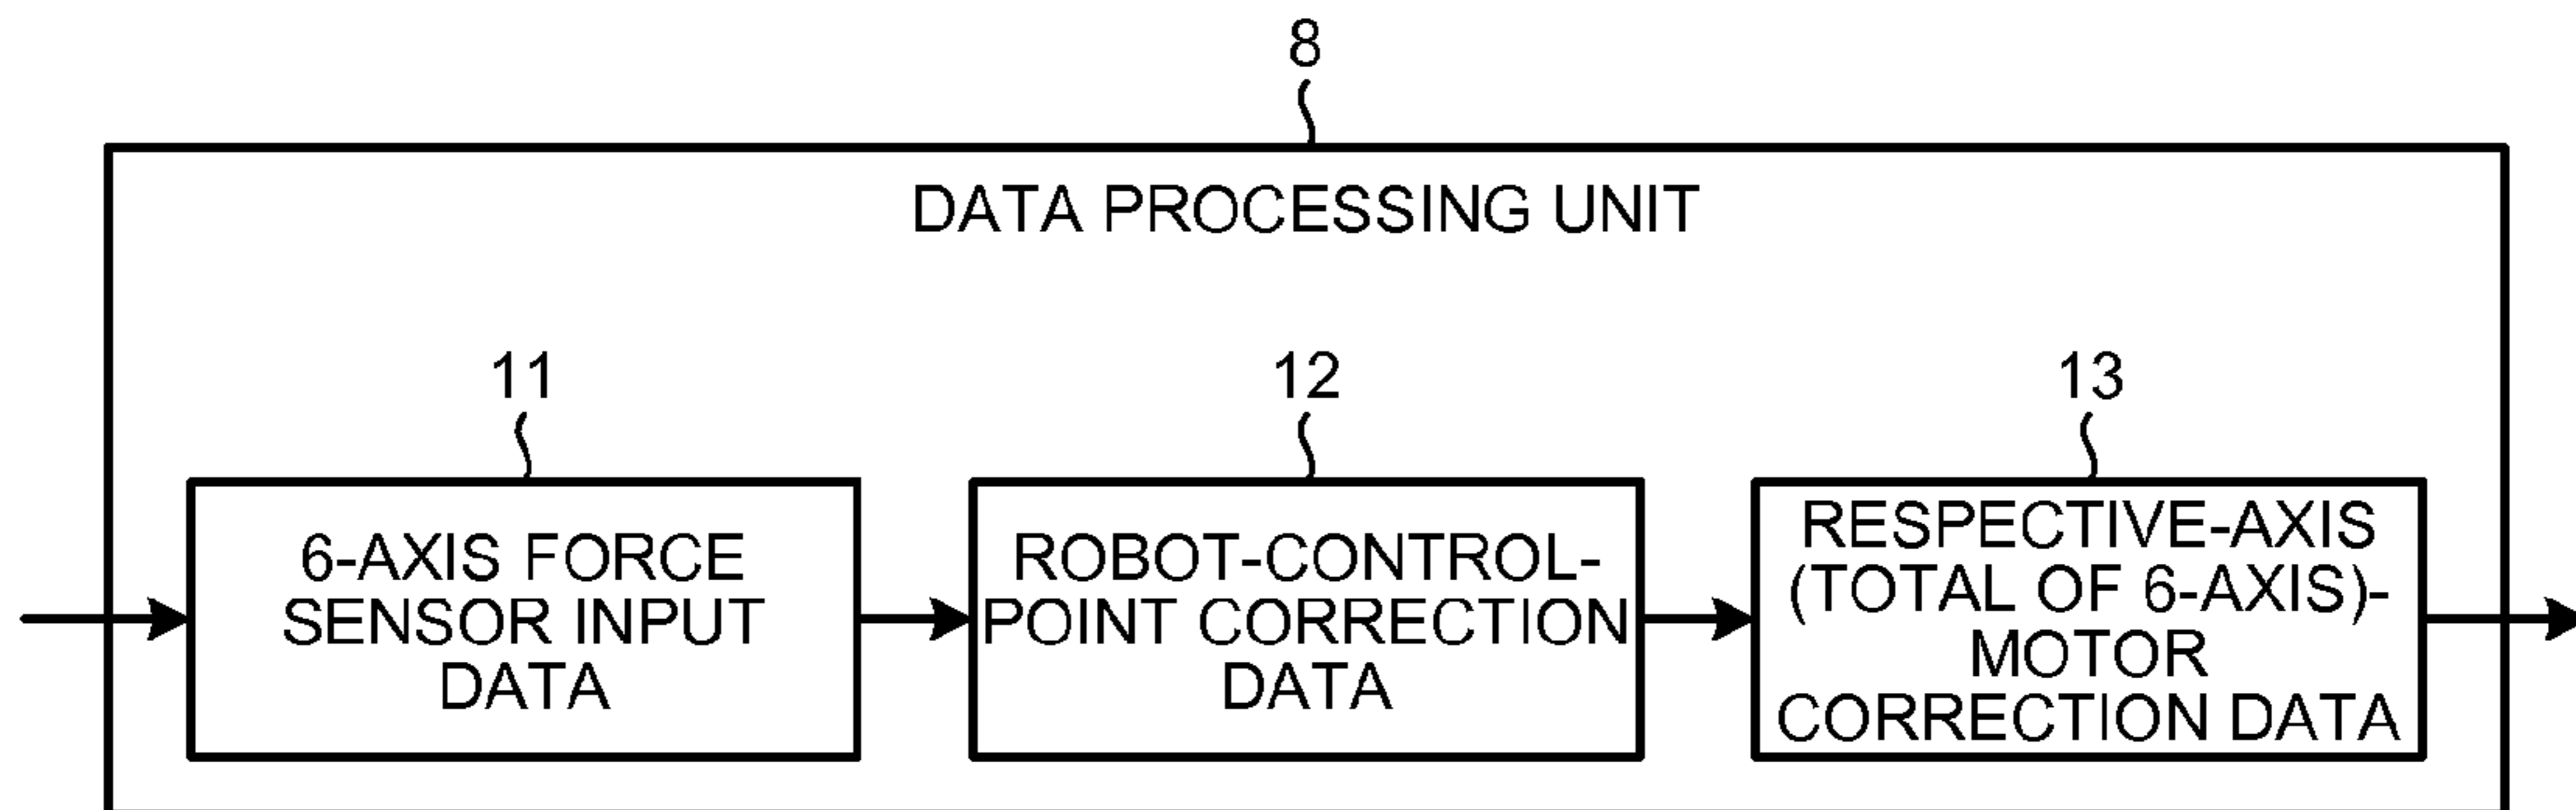 8
DATA PROCESSING UNIT
11
12
13
6-AXIS FORCE
SENSOR INPUT
DATA
ROBOT-CONTROL-
POINT CORRECTION
DATA
RESPECTIVE-AXIS
(TOTAL OF 6-AXIS)-
MOTOR
CORRECTION DATA